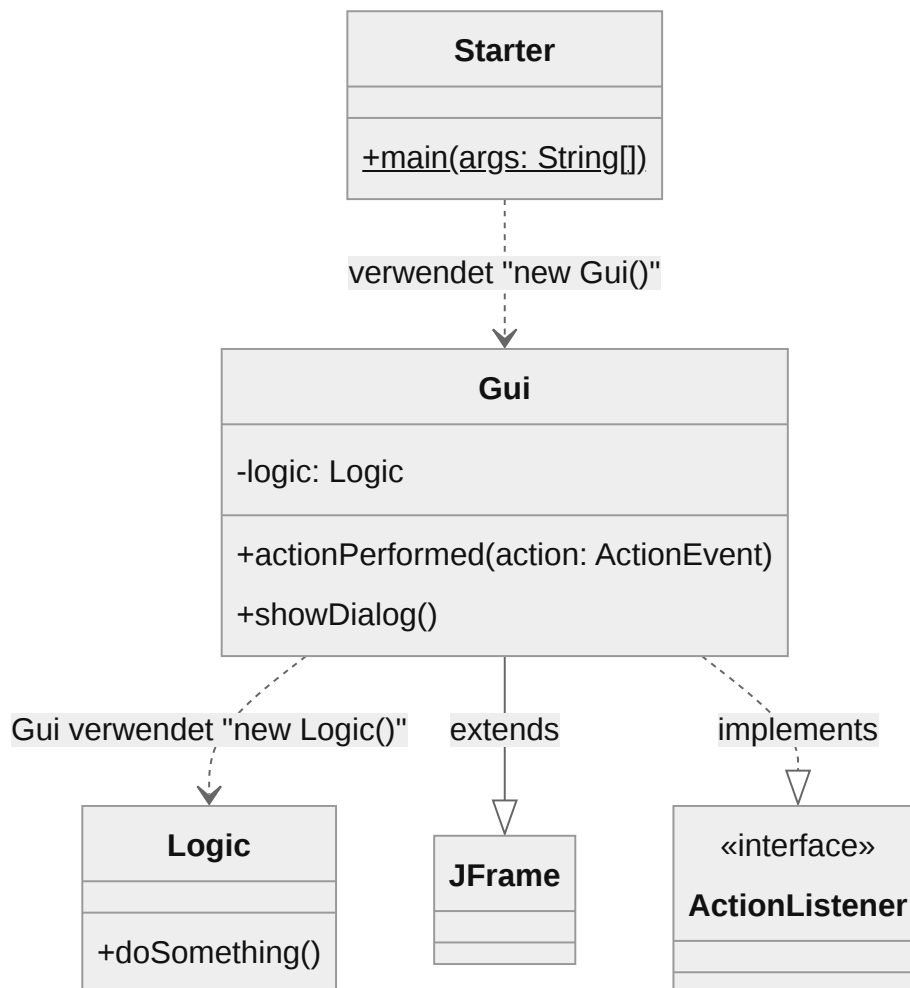 Starter
+main(args: String[])
verwendet "new Gui()"
Gui
-logic: Logic
+actionPerformed(action: ActionEvent)
+showDialog()
Gui verwendet "new Logic()"
extends
implements
Logic
+doSomething()
JFrame
«interface»
ActionListener